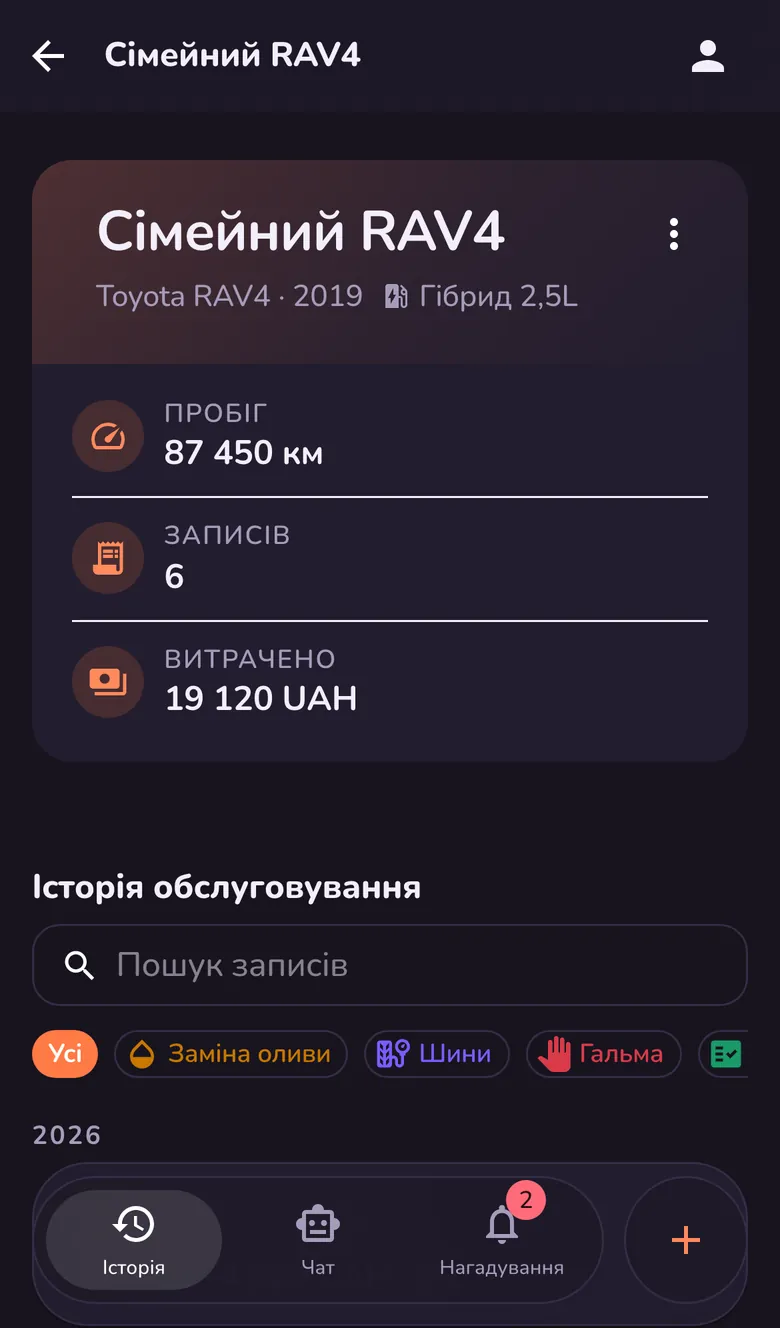 Сімейний RAV4
Сімейний RAV4
Toyota RAV4 · 2019 Гібрид 2,5L
ПРОБІГ
87 450 км
ЗАПИСІВ
6
ВИТРАЧЕНО
19 120 UAH
Історія обслуговування
Пошук записів
Усі Заміна оливи Шини Гальма
2026
2
Історія Чат Нагадування